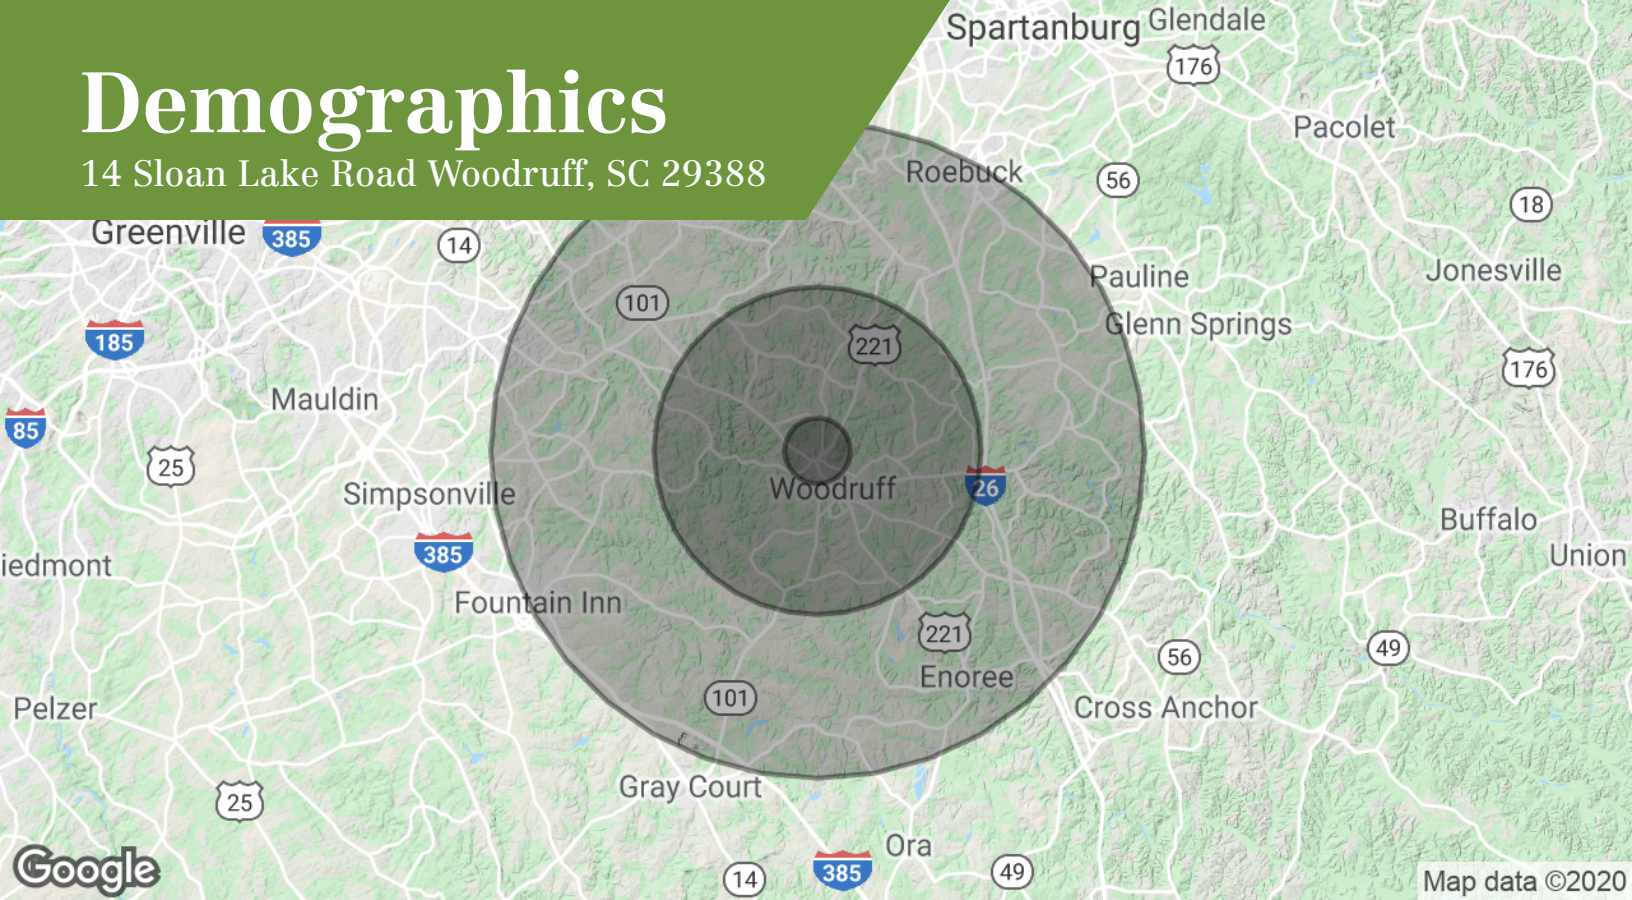 Demographics
14 Sloan Lake Road Woodruff, SC 29388
Spartanburg
Glendale
176
Pacolet
Roebuck
56
18
Greenville
385
14
Pauline
Jonesville
101
Glenn Springs
185
221
176
Mauldin
85
25
Simpsonville
Woodruff
26
Buffalo
385
Union
iedmont
Fountain Inn
221
56
49
Enoree
101
Pelzer
Cross Anchor
Gray Court
25
Ora
Google
14
385
49
Map data ©2020